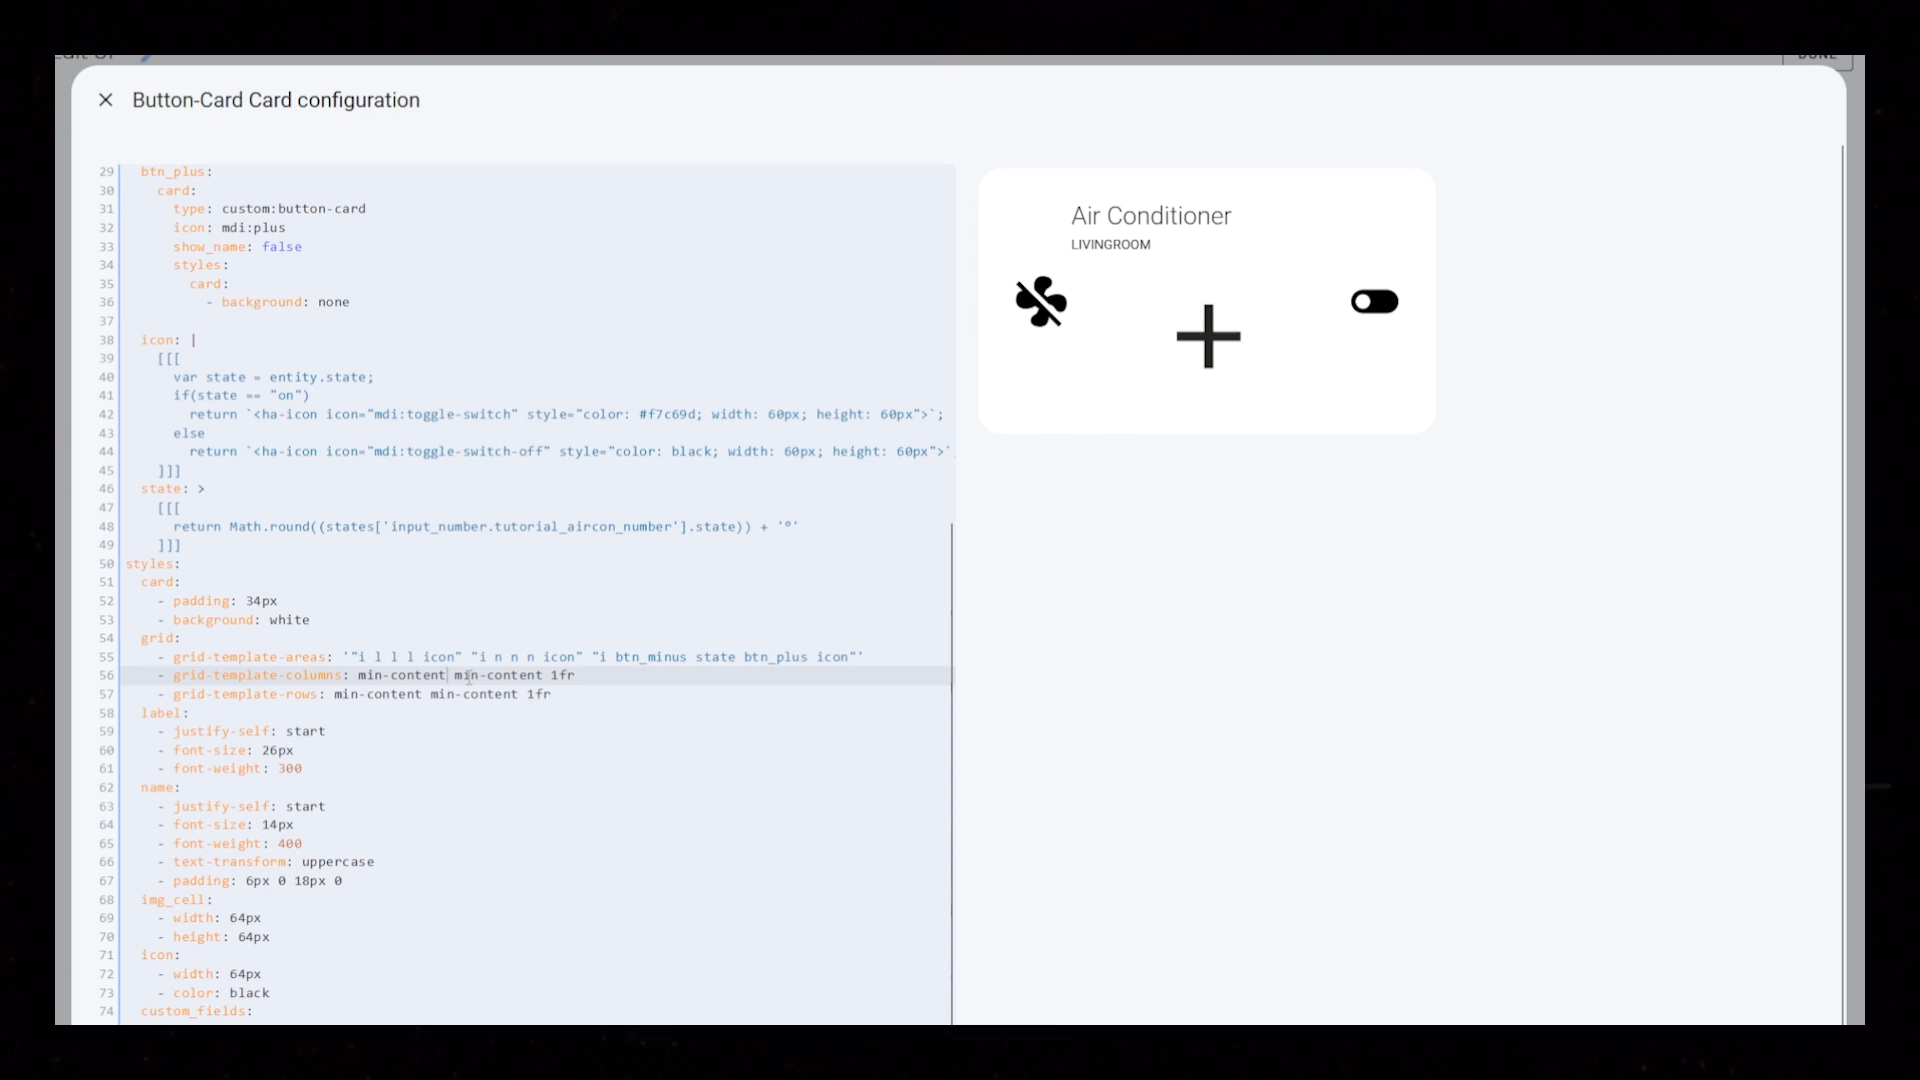 DONE
Button-Card Card configuration
29 btn_plus:
30 card:
31 type: custom:button-card
32 icon: mdi:plus
33 show_name: false
34 styles:
35 card:
36 - background: none
37
38 icon: |
39 [[[
40 var state = entity.state;
41 if(state == "on")
42 return `<ha-icon icon="mdi:toggle-switch" style="color: #f7c69d; width: 60px; height: 60px">`;
43 else
44 return `<ha-icon icon="mdi:toggle-switch-off" style="color: black; width: 60px; height: 60px">`
45 ]]]
46 state: >
47 [[[
48 return Math.round((states['input_number.tutorial_aircon_number'].state)) + '°'
49 ]]]
50 styles:
51 card:
52 - padding: 34px
53 - background: white
54 grid:
55 - grid-template-areas: '"i l l l icon" "i n n n icon" "i btn_minus state btn_plus icon"'
56 - grid-template-columns: min-content min-content 1fr
57 - grid-template-rows: min-content min-content 1fr
58 label:
59 - justify-self: start
60 - font-size: 26px
61 - font-weight: 300
62 name:
63 - justify-self: start
64 - font-size: 14px
65 - font-weight: 400
66 - text-transform: uppercase
67 - padding: 6px 0 18px 0
68 img_cell:
69 - width: 64px
70 - height: 64px
71 icon:
72 - width: 64px
73 - color: black
74 custom_fields:
Air Conditioner
LIVINGROOM